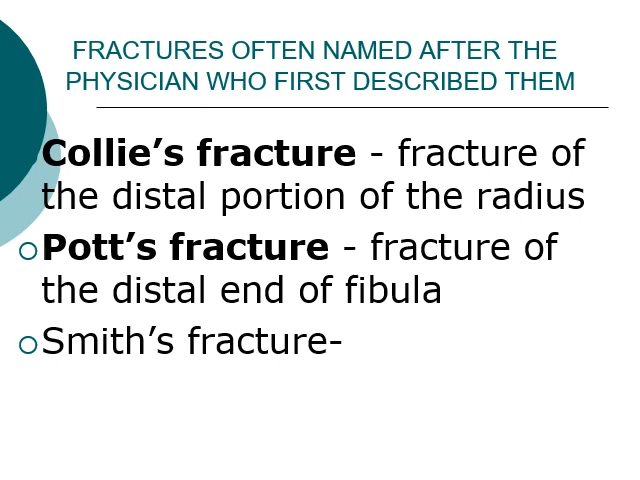 FRACTURES OFTEN NAMED AFTER THE
PHYSICIAN WHO FIRST DESCRIBED THEM
Collie’s fracture - fracture of
the distal portion of the radius
Pott’s fracture - fracture of
the distal end of fibula
Smith’s fracture-